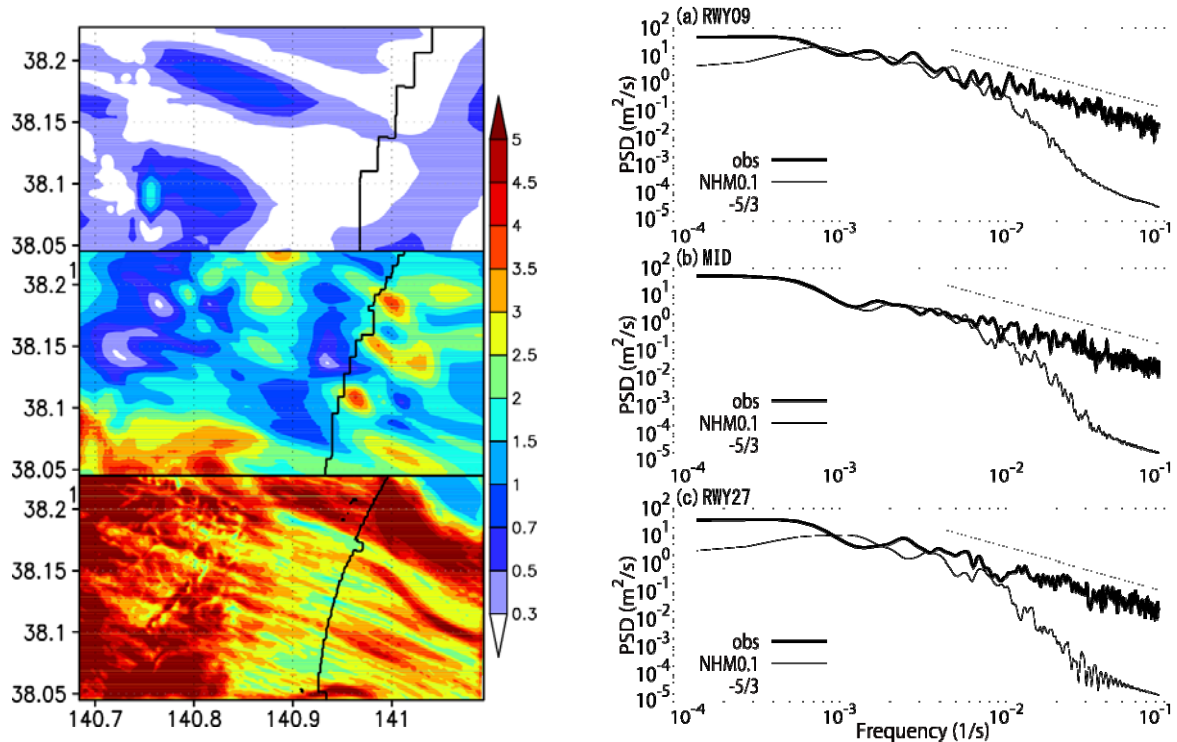 38.2
38.15
38.1
38.05
1
38.2
38.15
38.1
38.05
1
38.2
38.15
38.1
38.05
140.7 140.8 140.9 141
5
4.5
4
3.5
3
2.5
2
1.5
1
0.7
0.5
0.3
(a) RWY09
PSD (m²/s)
10² 10¹ 10⁰ 10⁻¹ 10⁻² 10⁻³ 10⁻⁴ 10⁻⁵
obs
NHM0.1
-5/3
10⁻⁴ 10⁻³ 10⁻² 10⁻¹
(b) MID
PSD (m²/s)
10² 10¹ 10⁰ 10⁻¹ 10⁻² 10⁻³ 10⁻⁴ 10⁻⁵
obs
NHM0.1
-5/3
10⁻⁴ 10⁻³ 10⁻² 10⁻¹
(c) RWY27
PSD (m²/s)
10² 10¹ 10⁰ 10⁻¹ 10⁻² 10⁻³ 10⁻⁴ 10⁻⁵
obs
NHM0.1
-5/3
10⁻⁴ 10⁻³ 10⁻² 10⁻¹
Frequency (1/s)